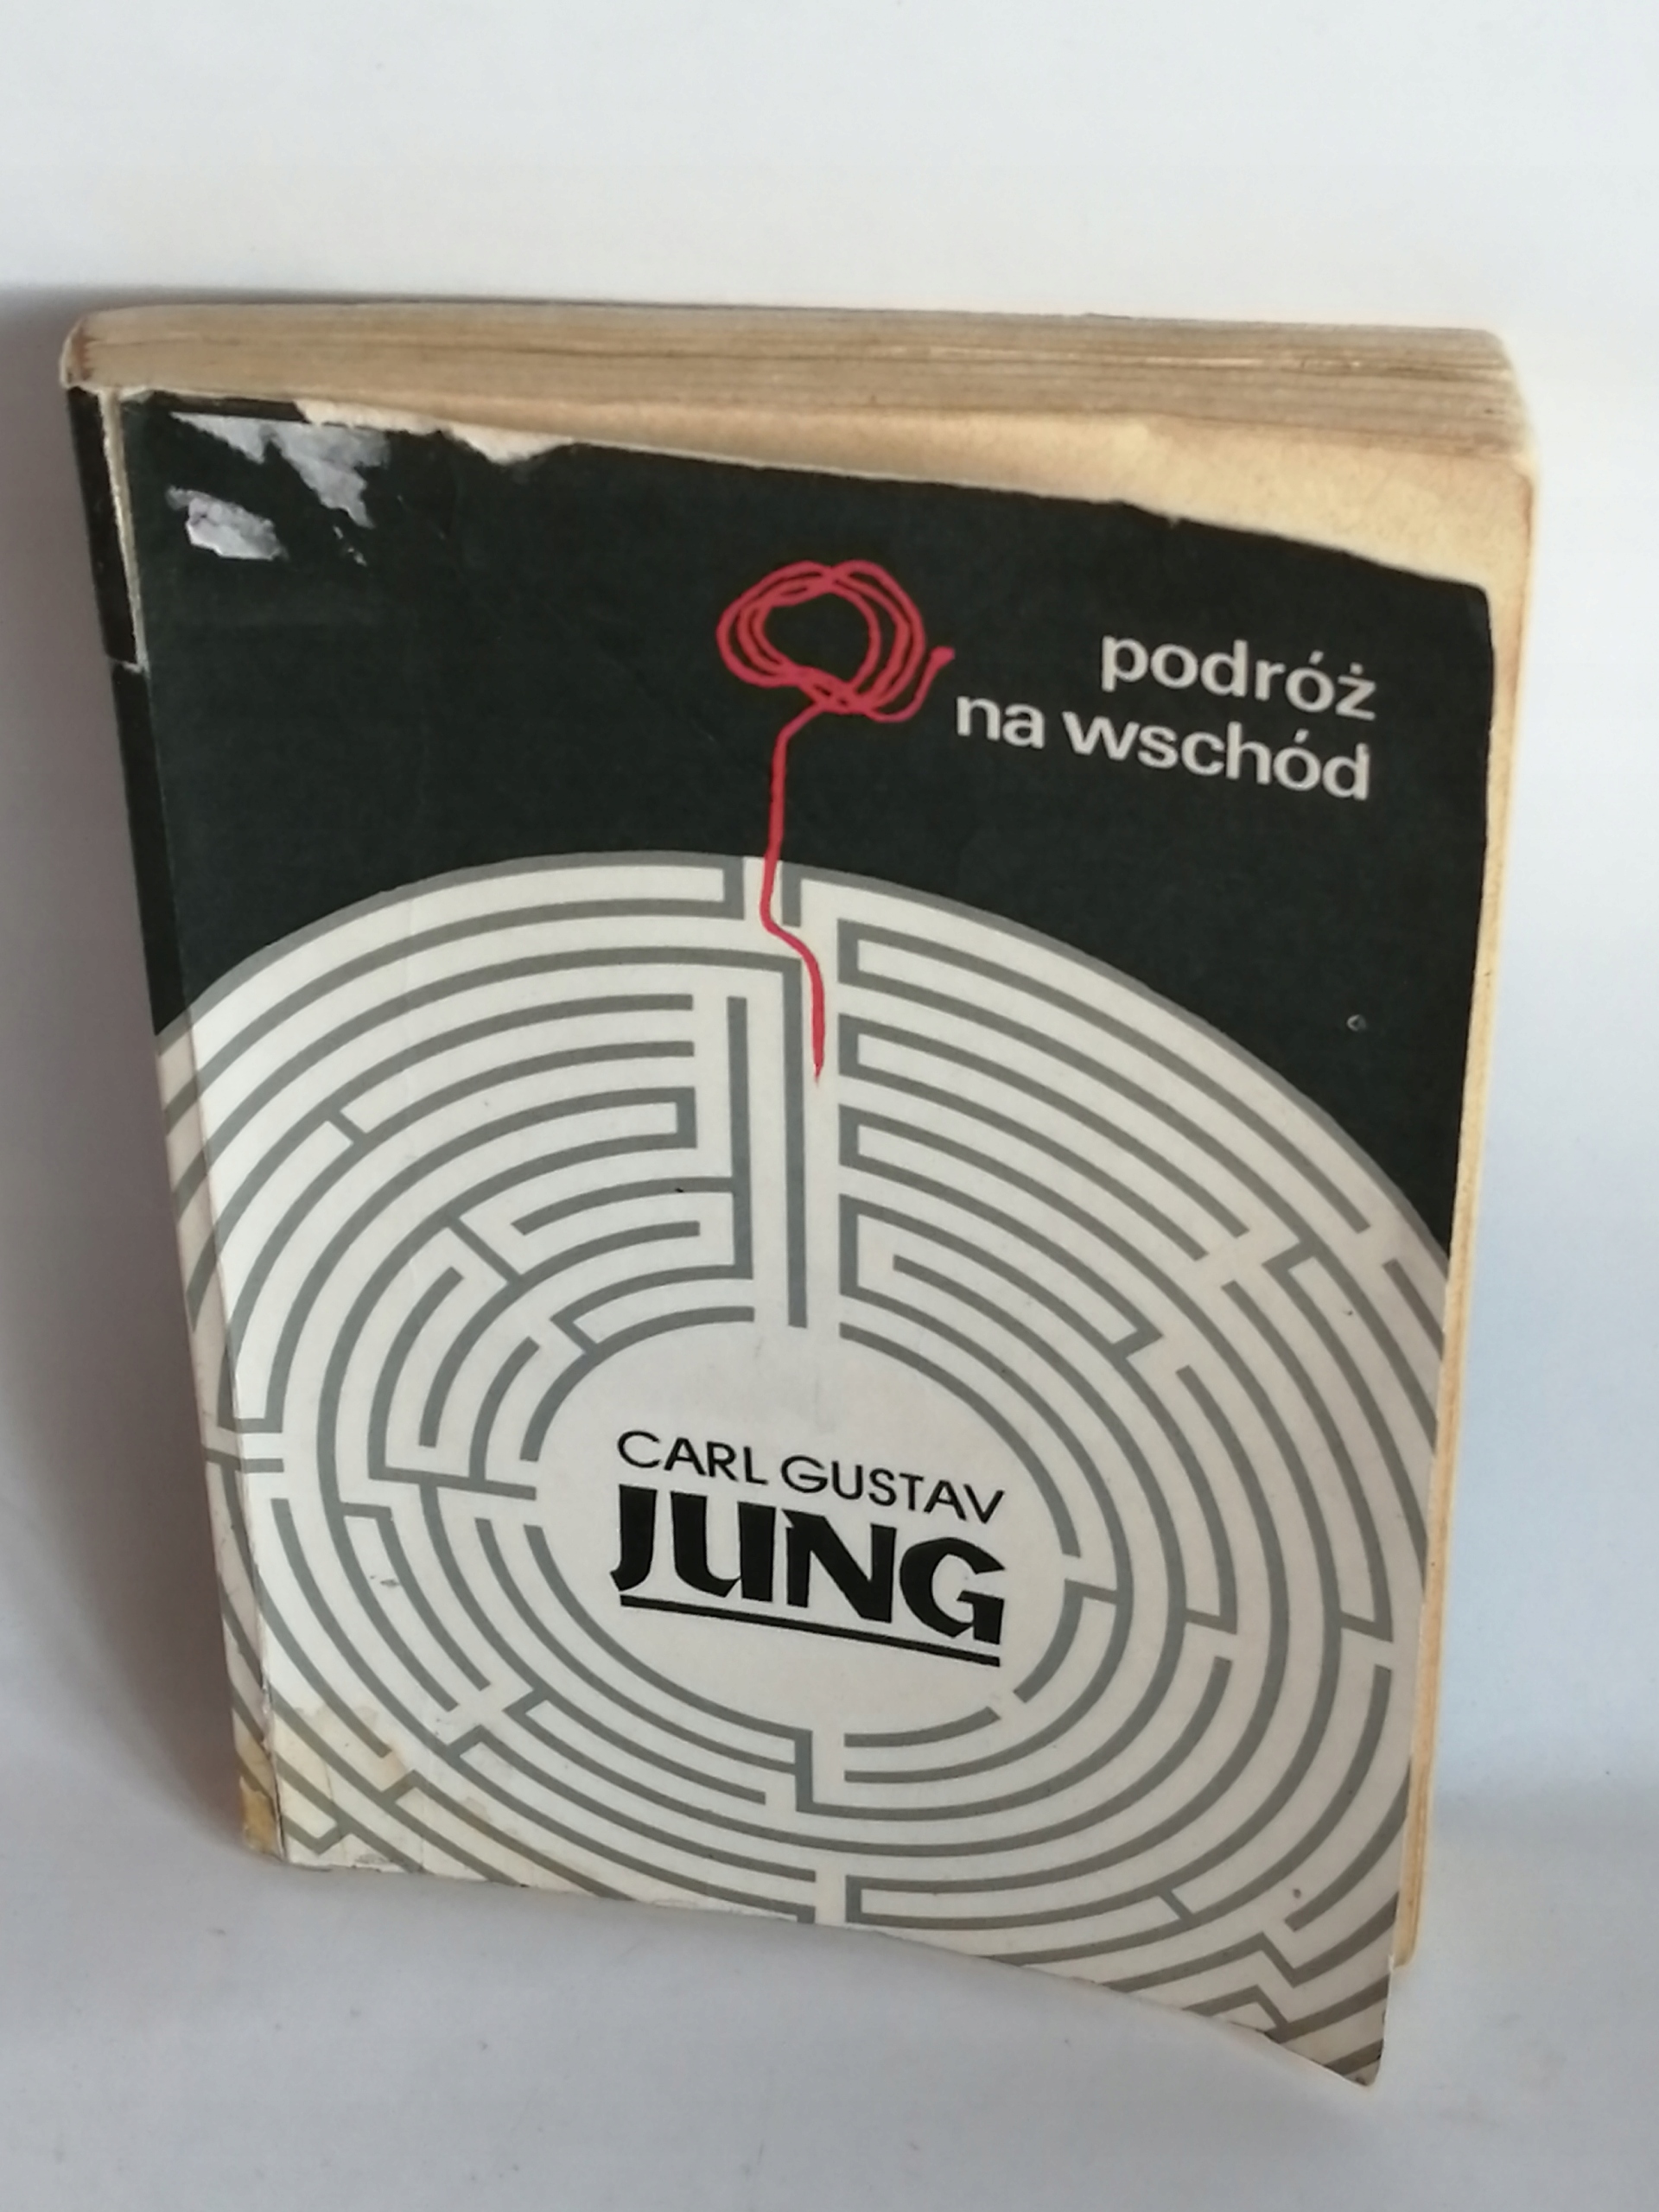 podróż
na wschód
CARL GUSTAV
JUNG